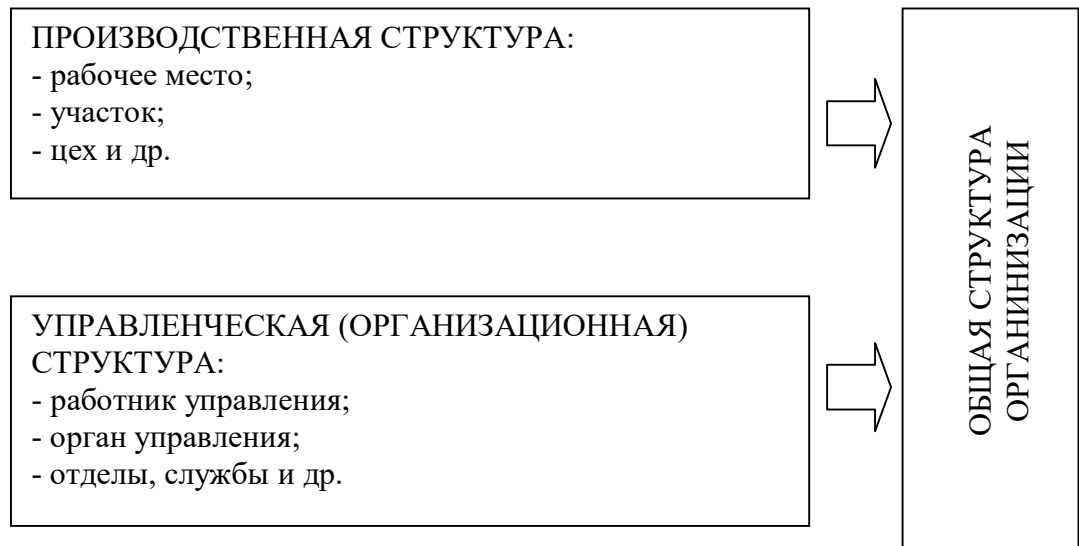 ПРОИЗВОДСТВЕННАЯ СТРУКТУРА:
- рабочее место;
- участок;
- цех и др.
УПРАВЛЕНЧЕСКАЯ (ОРГАНИЗАЦИОННАЯ)
СТРУКТУРА:
- работник управления;
- орган управления;
- отделы, службы и др.
ОБЩАЯ СТРУКТУРА
ОРГАНИНИЗАЦИИ